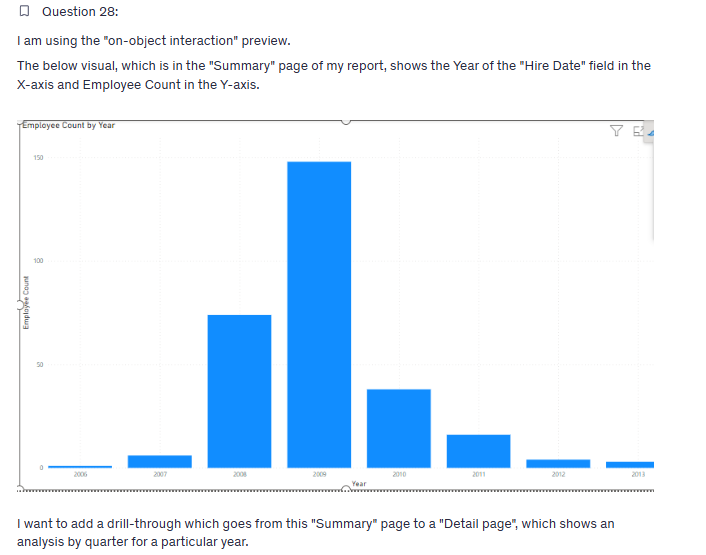 Question 28:
I am using the "on-object interaction" preview.
The below visual, which is in the "Summary" page of my report, shows the Year of the "Hire Date" field in the
X-axis and Employee Count in the Y-axis.
Employee Count by Year
150
100
50
0
Employee Count
2006 2007 2008 2009 2010 2011 2012 2013
Year
I want to add a drill-through which goes from this "Summary" page to a "Detail page", which shows an
analysis by quarter for a particular year.